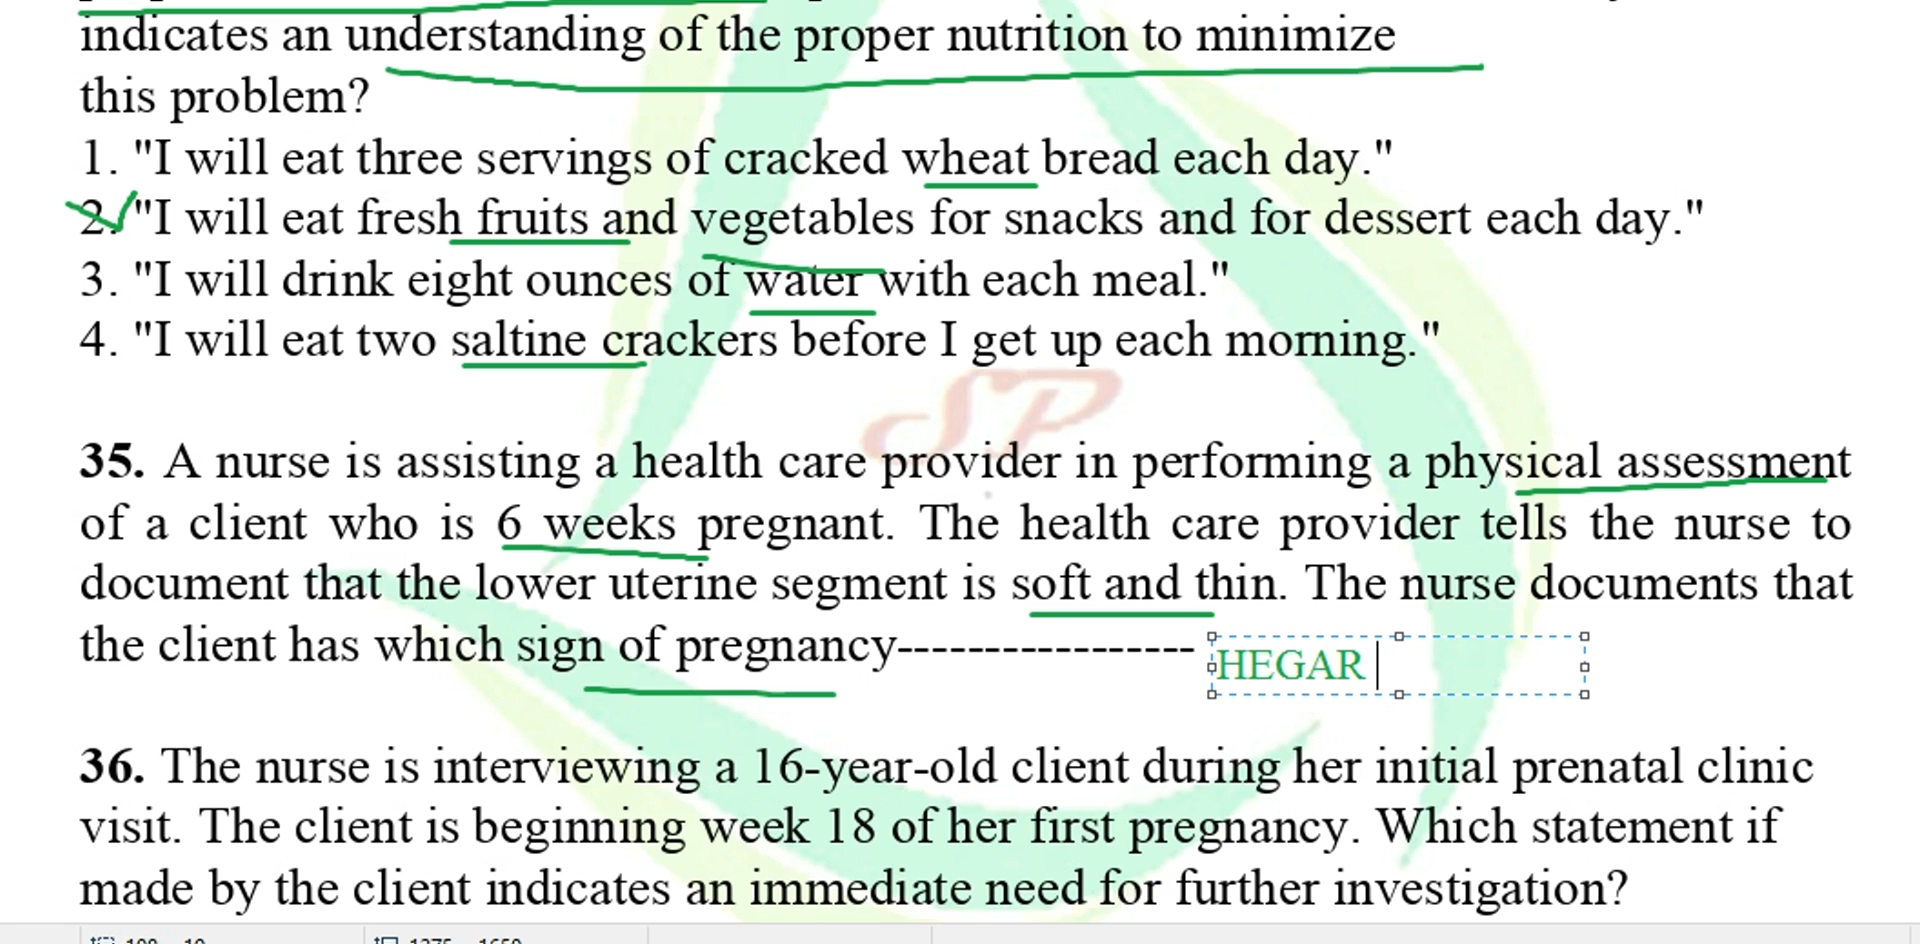 indicates an understanding of the proper nutrition to minimize
this problem?
1. "I will eat three servings of cracked wheat bread each day."
2. "I will eat fresh fruits and vegetables for snacks and for dessert each day."
3. "I will drink eight ounces of water with each meal."
4. "I will eat two saltine crackers before I get up each morning."
SP
35. A nurse is assisting a health care provider in performing a physical assessment
of a client who is 6 weeks pregnant. The health care provider tells the nurse to
document that the lower uterine segment is soft and thin. The nurse documents that
the client has which sign of pregnancy----------------- HEGAR
36. The nurse is interviewing a 16-year-old client during her initial prenatal clinic
visit. The client is beginning week 18 of her first pregnancy. Which statement if
made by the client indicates an immediate need for further investigation?